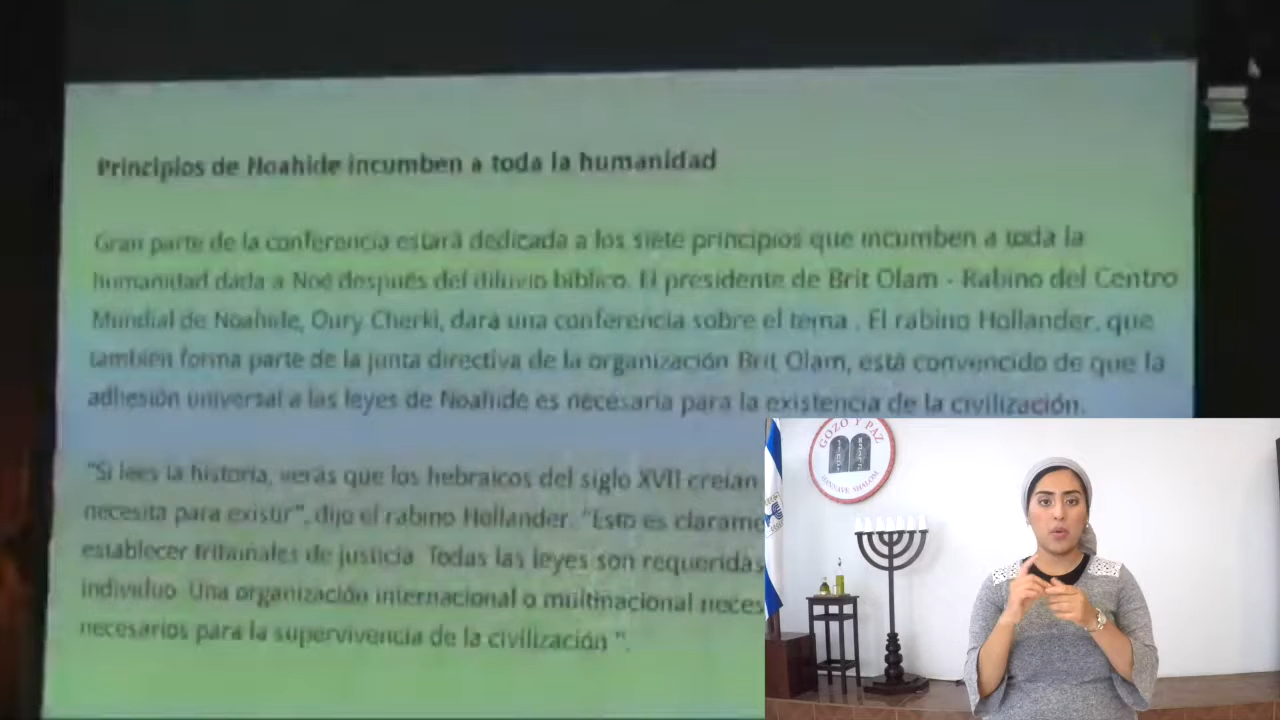 Principios de Noahide incumben a toda la humanidad
Gran parte de la conferencia estará dedicada a los siete principios que incumben a toda la
humanidad dada a Noé después del diluvio bíblico. El presidente de Brit Olam - Rabino del Centro
Mundial de Noahide, Oury Cherki, dará una conferencia sobre el tema . El rabino Hollander, que
también forma parte de la junta directiva de la organización Brit Olam, está convencido de que la
adhesión universal a las leyes de Noahide es necesaria para la existencia de la civilización.
"Si lees la historia, verás que los hebraicos del siglo XVII creían
necesita para existir", dijo el rabino Hollander. "Esto es clarame
establecer tribunales de justicia. Todas las leyes son requeridas
individuo. Una organización internacional o multinacional neces
necesarios para la supervivencia de la civilización ".
GOZO Y PAZ